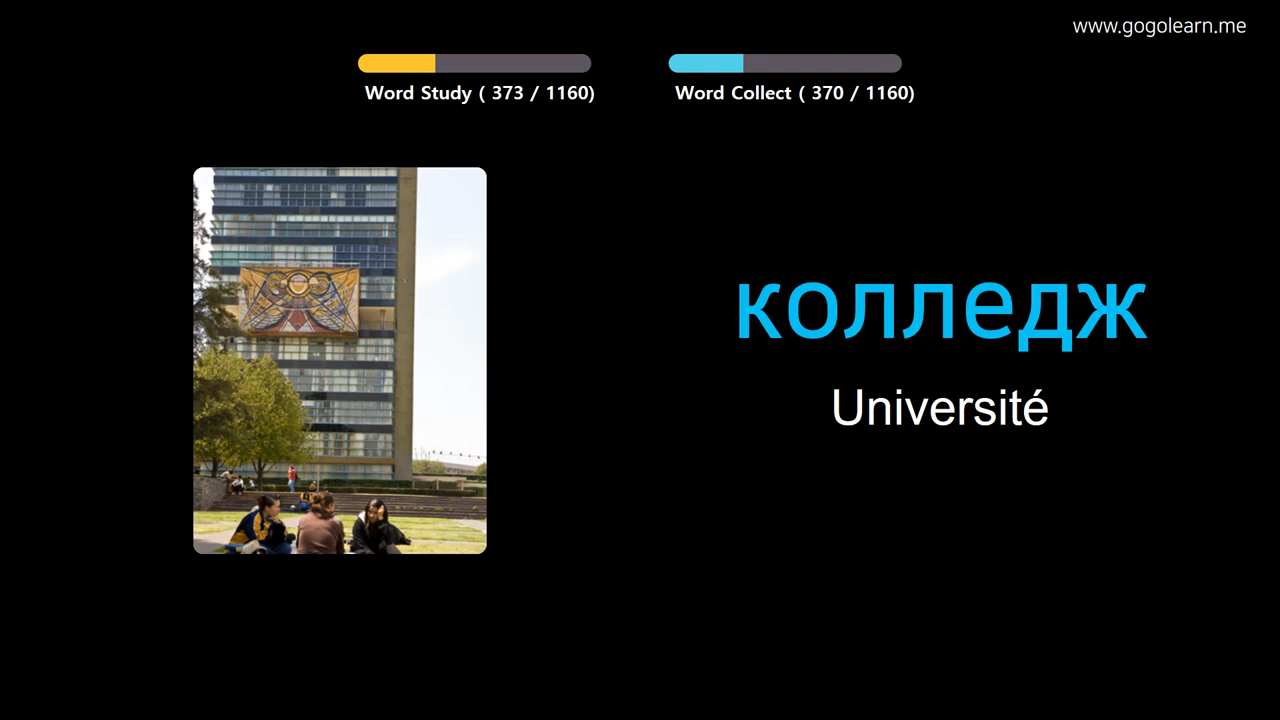 www.gogolearn.me
Word Study ( 373 / 1160)
Word Collect ( 370 / 1160)
колледж
Université